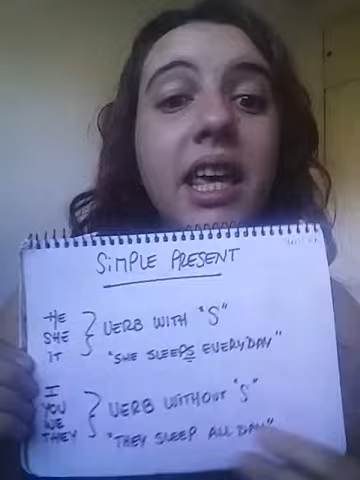 SIMPLE PRESENT
HE
SHE
IT
VERB WITH "S"
"SHE SLEEPS EVERYDAY"
I
YOU
WE
THEY
VERB WITHOUT "S"
"THEY SLEEP ALL DAY"